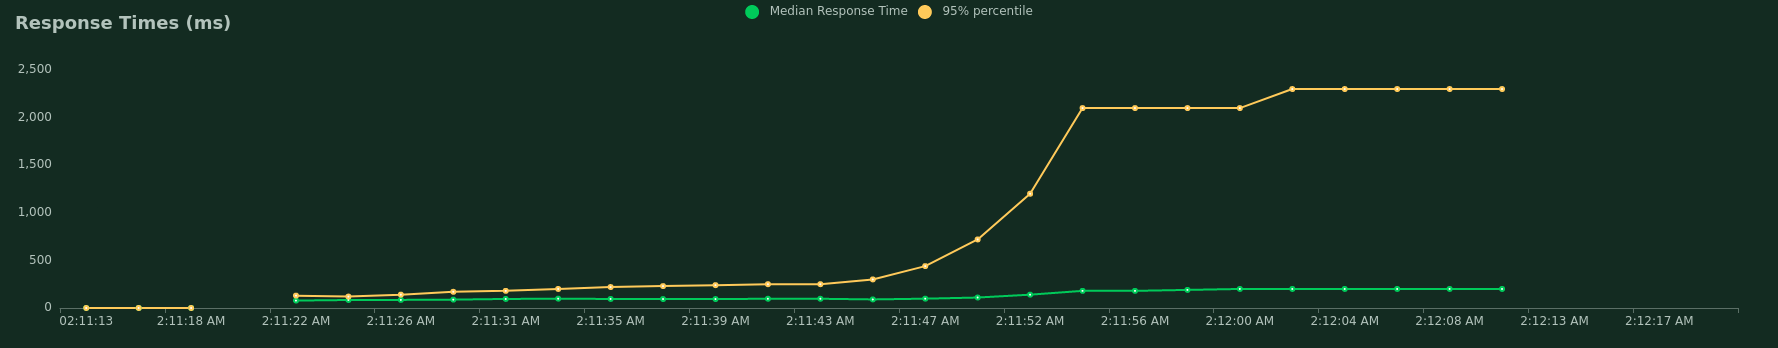 Response Times (ms)
Median Response Time
95% percentile
2,500
2,000
1,500
1,000
500
0
02:11:13
2:11:18 AM
2:11:22 AM
2:11:26 AM
2:11:31 AM
2:11:35 AM
2:11:39 AM
2:11:43 AM
2:11:47 AM
2:11:52 AM
2:11:56 AM
2:12:00 AM
2:12:04 AM
2:12:08 AM
2:12:13 AM
2:12:17 AM